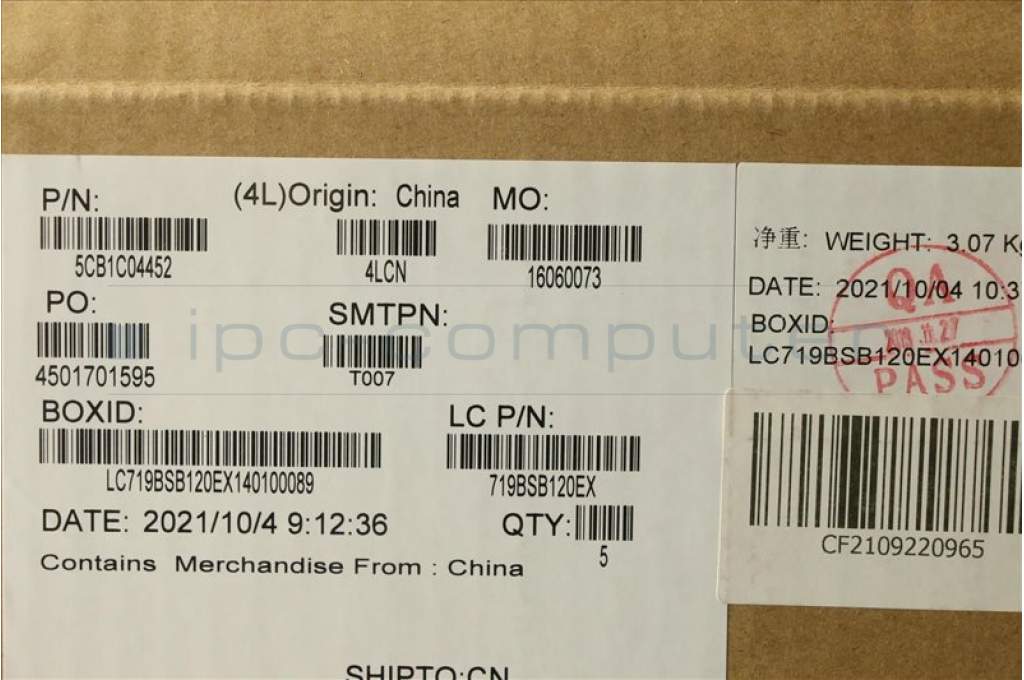 P/N: (4L)Origin: China MO:
5CB1C04452 4LCN 16060073
PO: SMTPN:
4501701595 T007
BOXID: LC P/N:
LC719BSB120EX140100089 719BSB120EX
DATE: 2021/10/4 9:12:36 QTY:
5
Contains Merchandise From : China
SHIPTO:CN
净重: WEIGHT: 3.07 Kg
DATE: 2021/10/04 10:3
BOXID:
LC719BSB120EX14010
QA
PASS
CF2109220965
ipc-computer